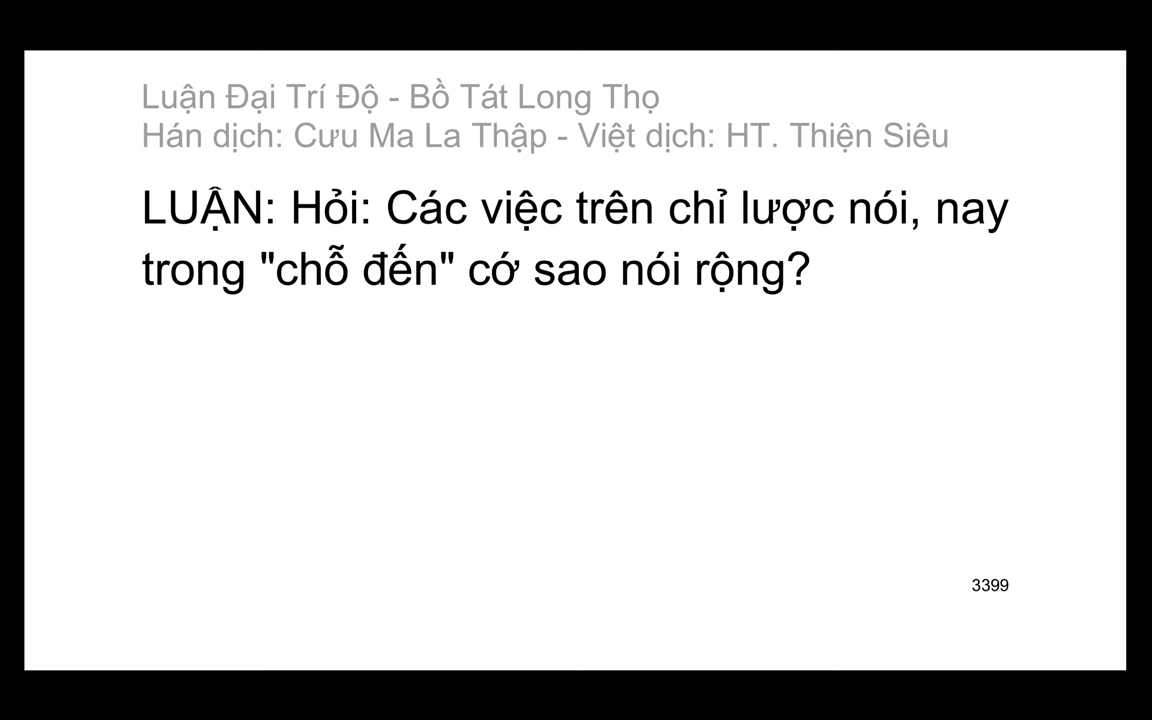 Luận Đại Trí Độ - Bồ Tát Long Thọ
Hán dịch: Cưu Ma La Thập - Việt dịch: HT. Thiện Siêu
LUẬN: Hỏi: Các việc trên chỉ lược nói, nay
trong "chỗ đến" cớ sao nói rộng?
3399